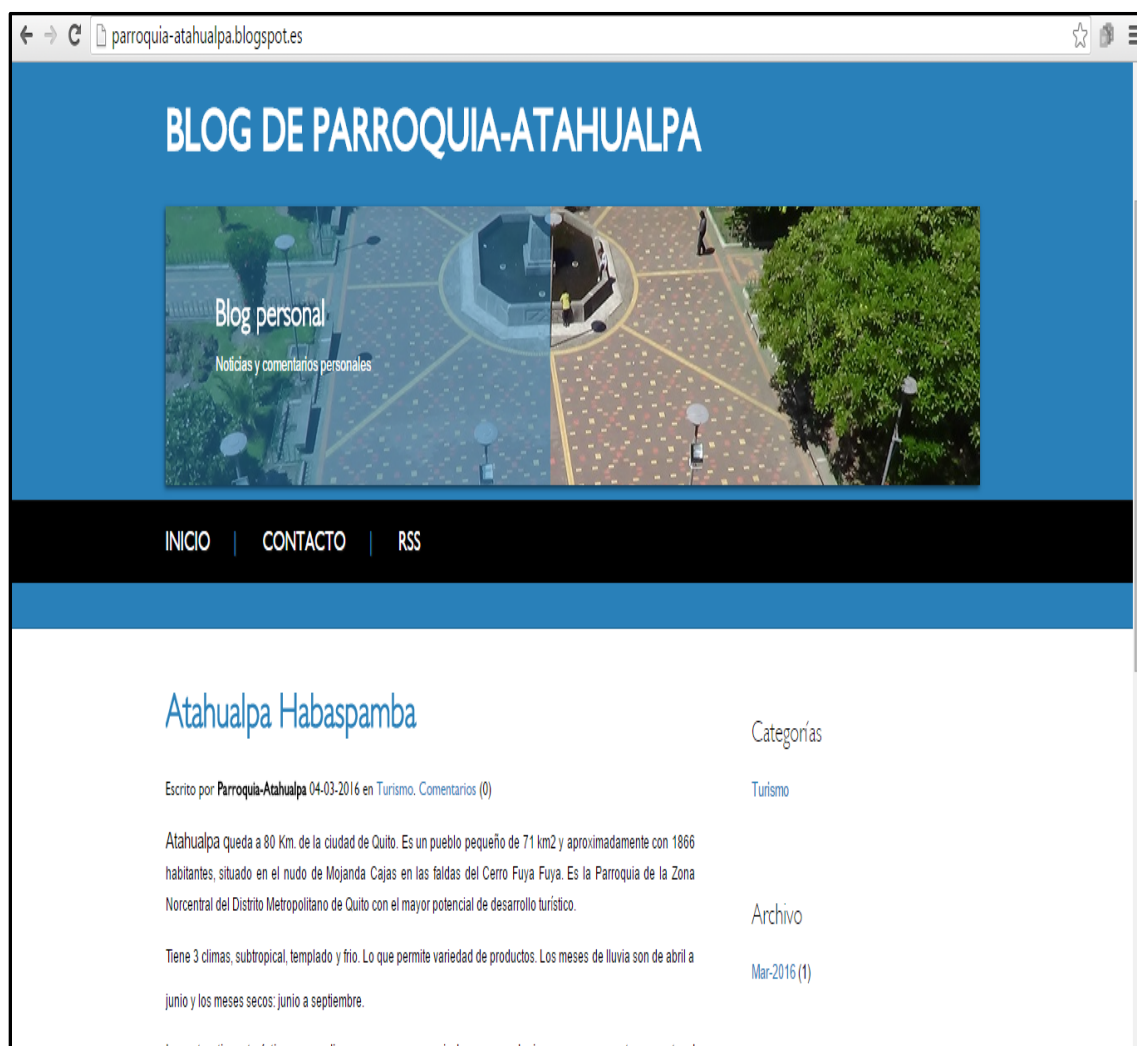 parroquia-atahualpa.blogspot.es
BLOG DE PARROQUIA-ATAHUALPA
Blog personal
Noticias y comentarios personales
INICIO | CONTACTO | RSS
Atahualpa Habaspamba
Escrito por Parroquia-Atahualpa 04-03-2016 en Turismo. Comentarios (0)
Atahualpa queda a 80 Km. de la ciudad de Quito. Es un pueblo pequeño de 71 km2 y aproximadamente con 1866
habitantes, situado en el nudo de Mojanda Cajas en las faldas del Cerro Fuya Fuya. Es la Parroquia de la Zona
Norcentral del Distrito Metropolitano de Quito con el mayor potencial de desarrollo turístico.
Tiene 3 climas, subtropical, templado y frio. Lo que permite variedad de productos. Los meses de lluvia son de abril a
junio y los meses secos: junio a septiembre.
Categorías
Turismo
Archivo
Mar-2016 (1)